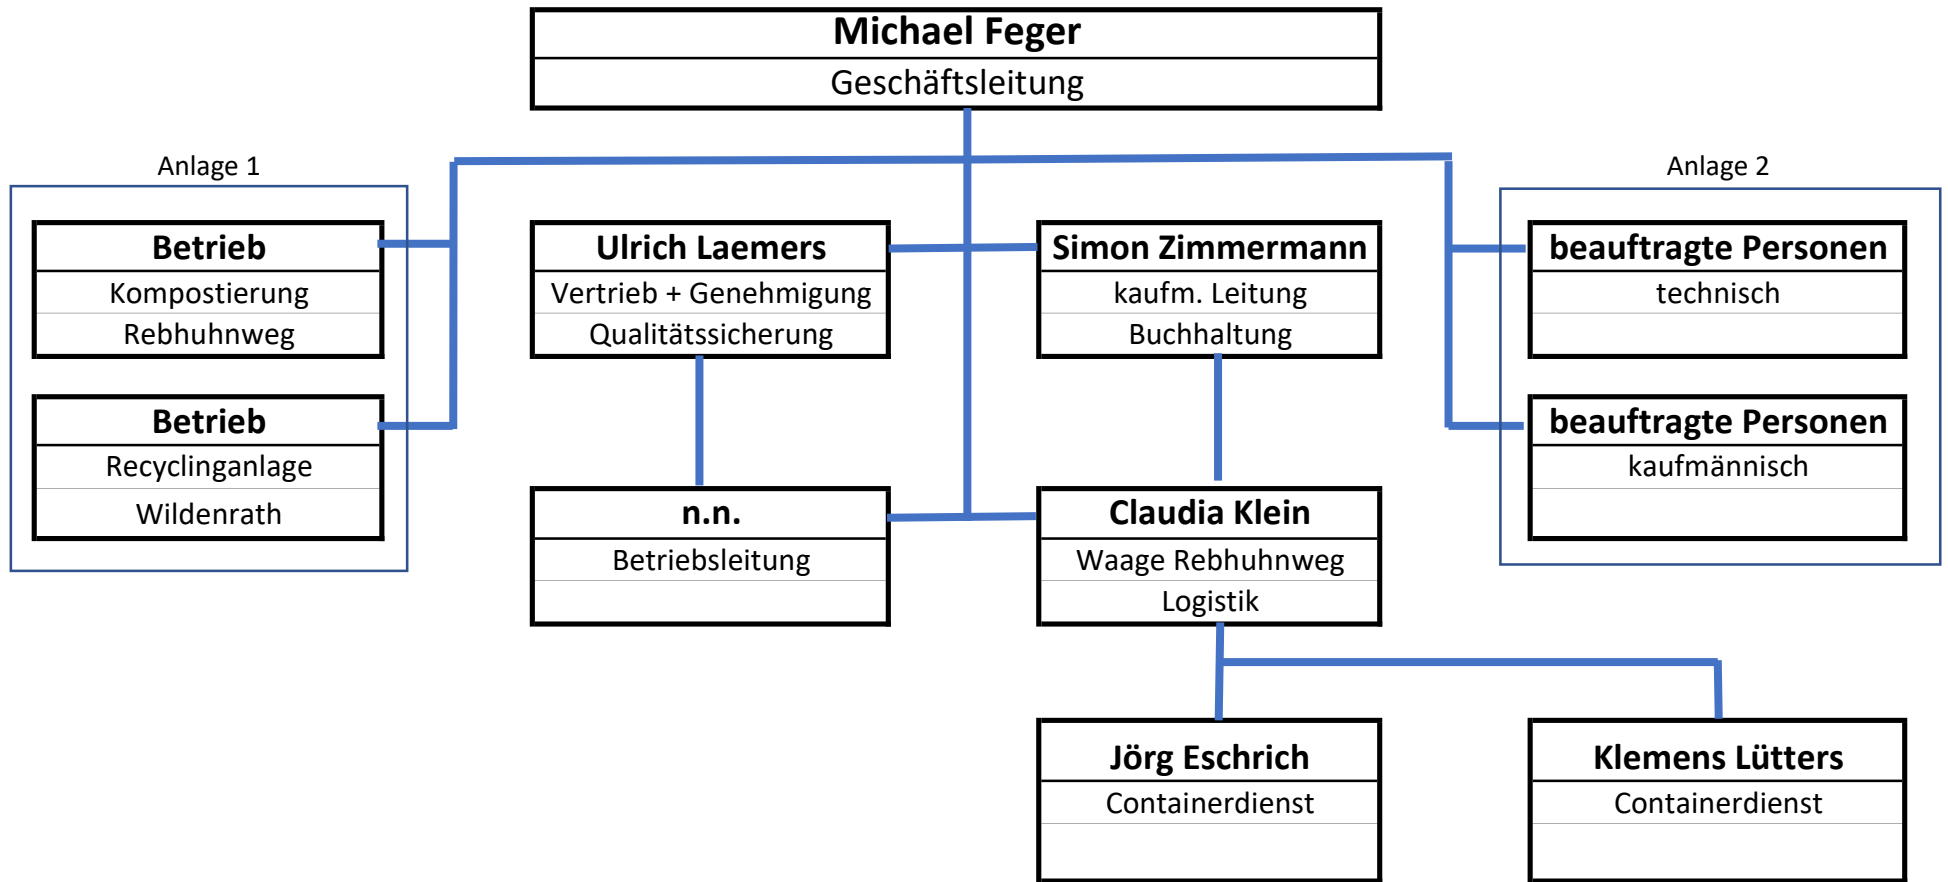 Michael Feger
Geschäftsleitung
Anlage 1
Anlage 2
Betrieb
Kompostierung
Rebhuhnweg
Ulrich Laemers
Vertrieb + Genehmigung
Qualitätssicherung
Simon Zimmermann
kaufm. Leitung
Buchhaltung
beauftragte Personen
technisch
Betrieb
Recyclinganlage
Wildenrath
beauftragte Personen
kaufmännisch
n.n.
Betriebsleitung
Claudia Klein
Waage Rebhuhnweg
Logistik
Jörg Eschrich
Containerdienst
Klemens Lütters
Containerdienst